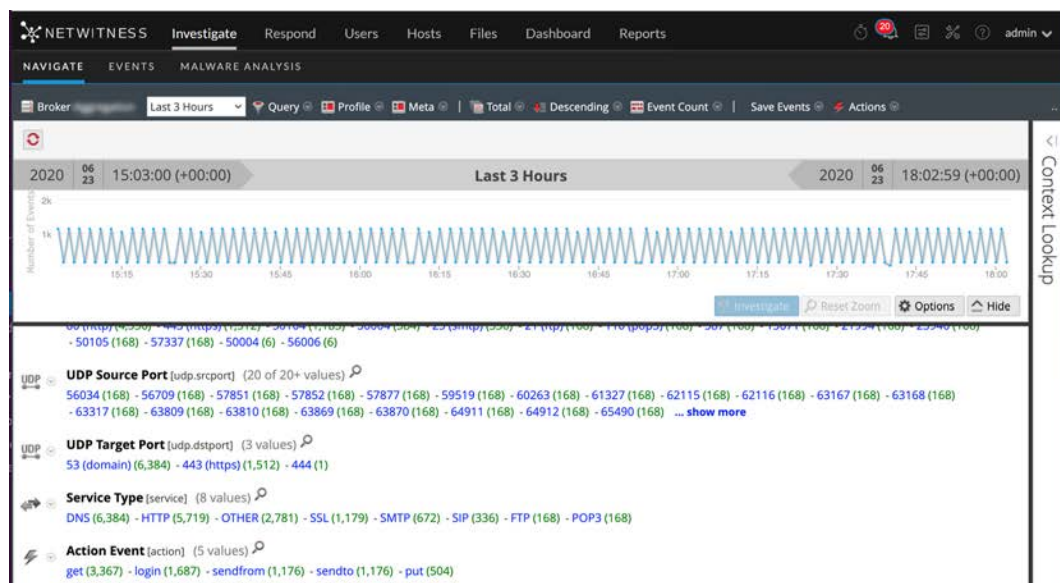 NETWITNESS Investigate Respond Users Hosts Files Dashboard Reports 20 admin
NAVIGATE EVENTS MALWARE ANALYSIS
Broker Last 3 Hours Query Profile Meta | Total Descending Event Count | Save Events Actions
2020 06 23 15:03:00 (+00:00) Last 3 Hours 2020 06 23 18:02:59 (+00:00)
Context Lookup
Number of Events
2k
1k
15:15 15:30 15:45 16:00 16:15 16:30 16:45 17:00 17:15 17:30 17:45 18:00
Investigate Reset Zoom Options Hide
- 50105 (168) - 57337 (168) - 50004 (6) - 56006 (6)
UDP UDP Source Port [udp.srcport] (20 of 20+ values)
56034 (168) - 56709 (168) - 57851 (168) - 57852 (168) - 57877 (168) - 59519 (168) - 60263 (168) - 61327 (168) - 62115 (168) - 62116 (168) - 63167 (168) - 63168 (168)
- 63317 (168) - 63809 (168) - 63810 (168) - 63869 (168) - 63870 (168) - 64911 (168) - 64912 (168) - 65490 (168) ... show more
UDP UDP Target Port [udp.dstport] (3 values)
53 (domain) (6,384) - 443 (https) (1,512) - 444 (1)
Service Type [service] (8 values)
DNS (6,384) - HTTP (5,719) - OTHER (2,781) - SSL (1,179) - SMTP (672) - SIP (336) - FTP (168) - POP3 (168)
Action Event [action] (5 values)
get (3,367) - login (1,687) - sendfrom (1,176) - sendto (1,176) - put (504)